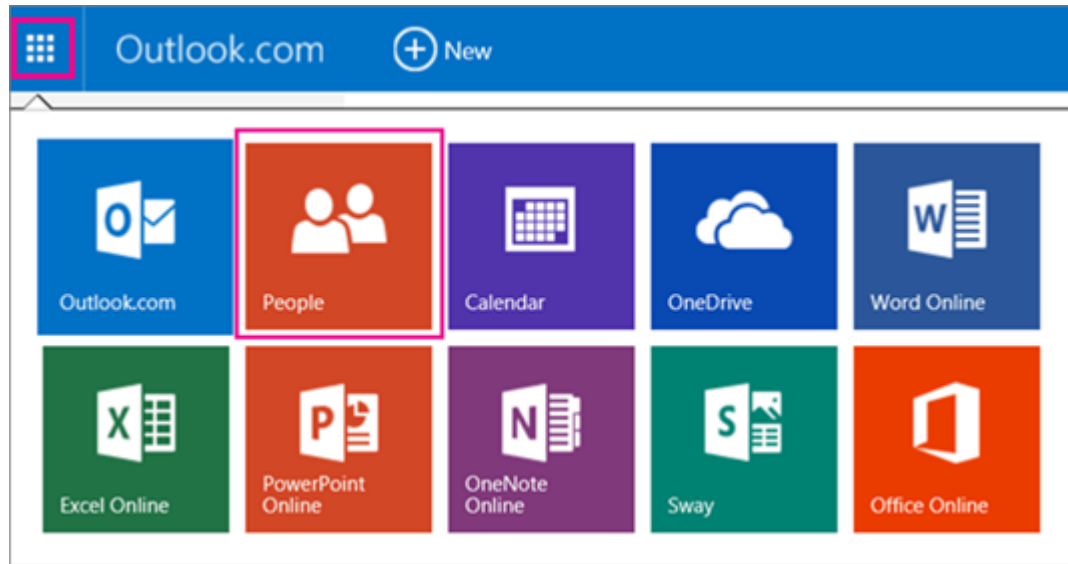 Outlook.com
New
Outlook.com
People
Calendar
OneDrive
Word Online
Excel Online
PowerPoint
Online
OneNote
Online
Sway
Office Online